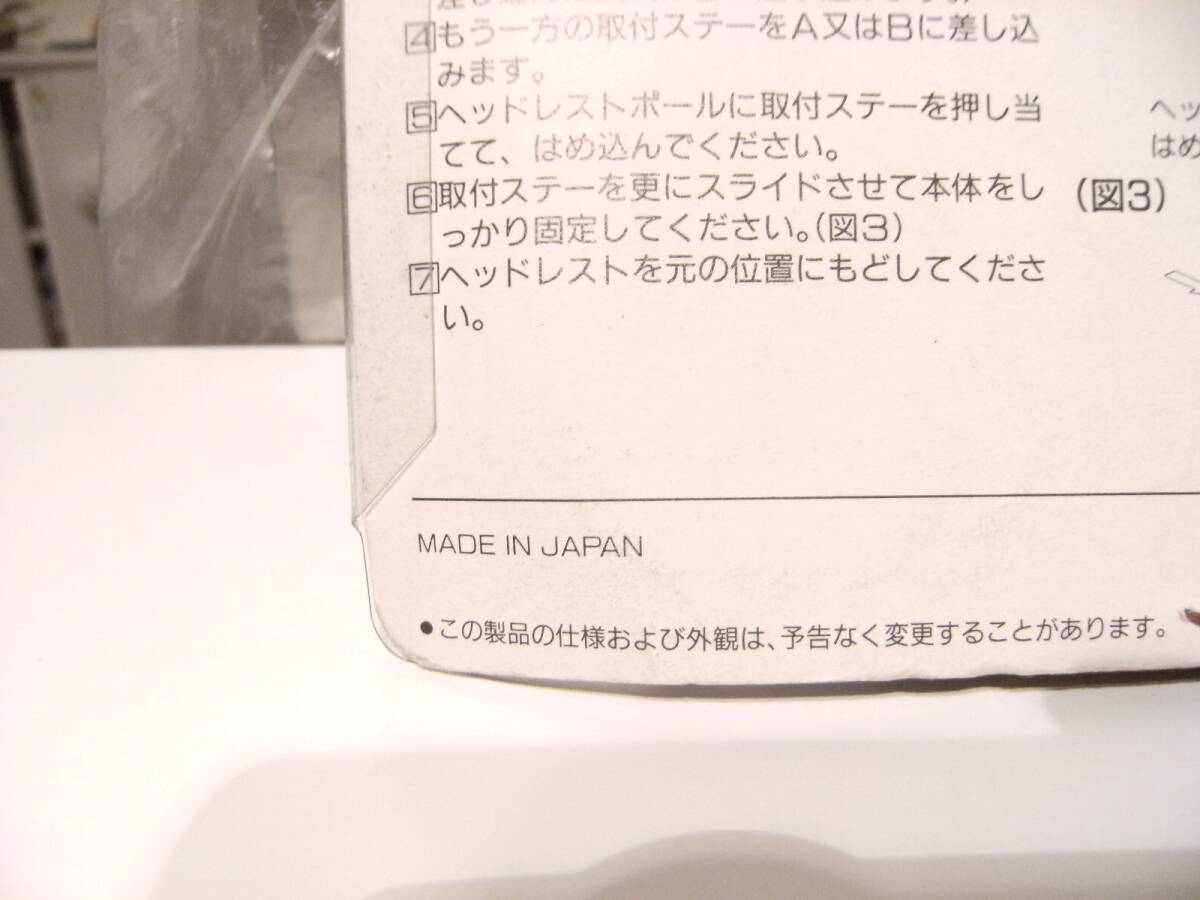 4もう一方の取付ステーをA又はBに差し込
みます。
5ヘッドレストポールに取付ステーを押し当
てて、はめ込んでください。
6取付ステーを更にスライドさせて本体をし
っかり固定してください。(図3)
7ヘッドレストを元の位置にもどしてくださ
い。
ヘッ
はめ
(図3)
MADE IN JAPAN
●この製品の仕様および外観は、予告なく変更することがあります。